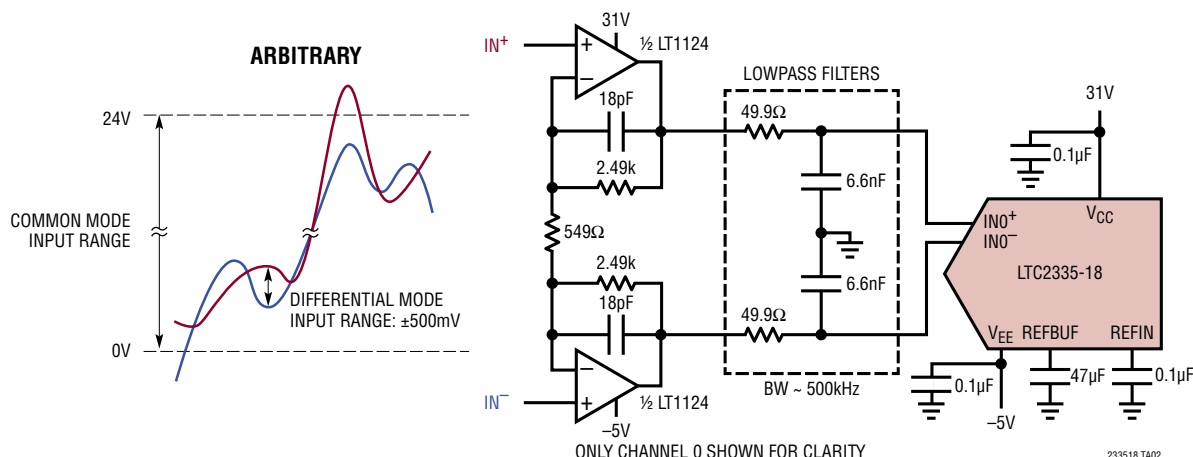 ARBITRARY
24V
COMMON MODE
INPUT RANGE
DIFFERENTIAL MODE
INPUT RANGE: ±500mV
0V
IN+
31V
½ LT1124
18pF
2.49k
549Ω
2.49k
18pF
IN–
½ LT1124
–5V
LOWPASS FILTERS
49.9Ω
6.6nF
6.6nF
49.9Ω
BW ~ 500kHz
31V
0.1µF
VCC
IN0+
IN0–
LTC2335-18
VEE
REFBUF
REFIN
0.1µF
47µF
0.1µF
–5V
ONLY CHANNEL 0 SHOWN FOR CLARITY
233518 TA02